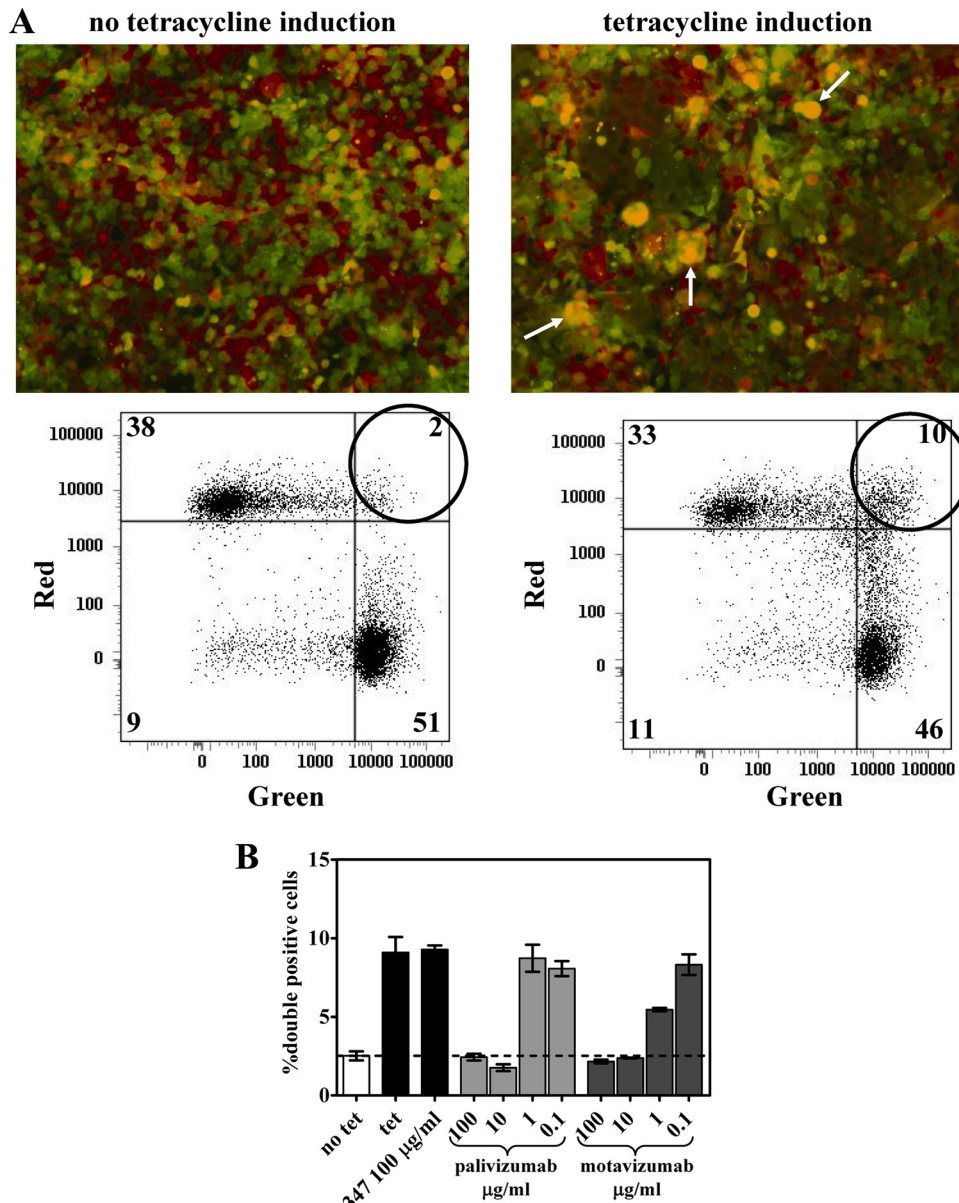 A
no tetracycline induction
tetracycline induction
38
2
100000
10000
1000
100
0
Red
9
51
0 100 1000 10000 100000
Green
33
10
100000
10000
1000
100
0
Red
11
46
0 100 1000 10000 100000
Green
B
%double positive cells
15
10
5
0
no tet
tet
347 100 μg/ml
100
10
1
0.1
palivizumab
μg/ml
100
10
1
0.1
motavizumab
μg/ml